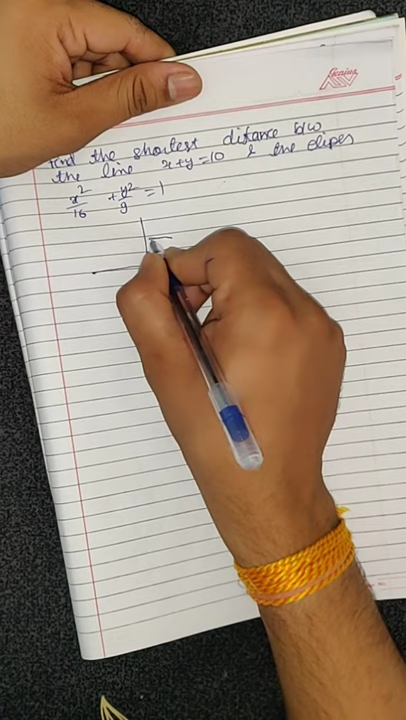 Find the shortest distance b/w
the line x+y=10 & the elipes
x²/16 + y²/9 = 1